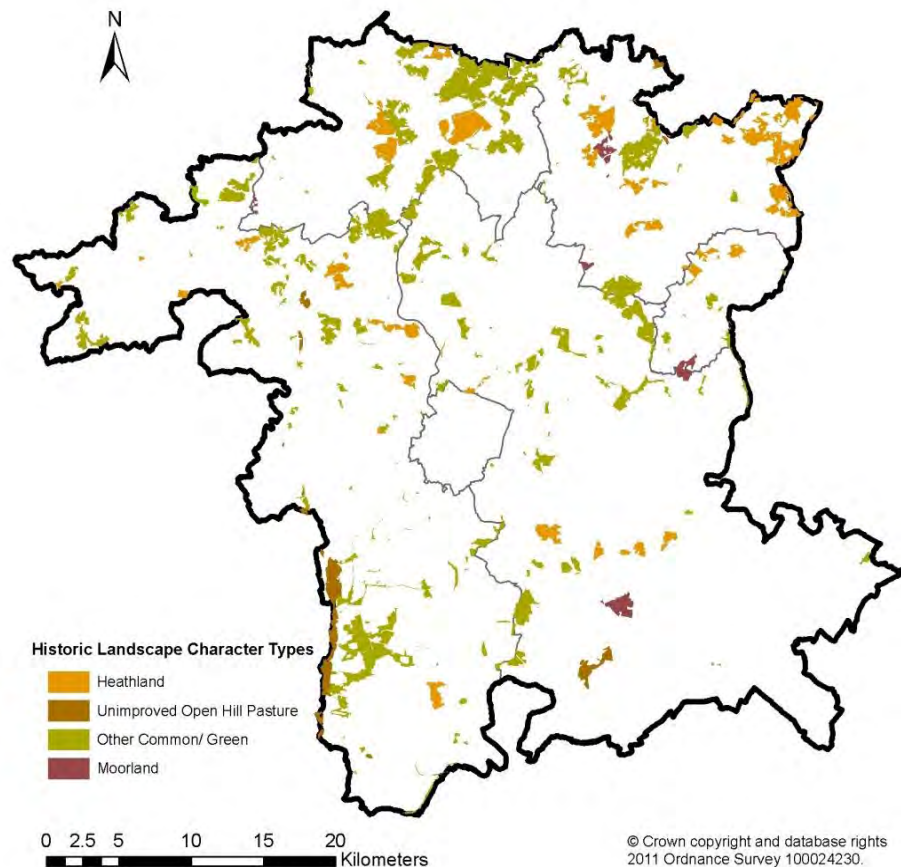 N
Historic Landscape Character Types
Heathland
Unimproved Open Hill Pasture
Other Common/ Green
Moorland
0 2.5 5 10 15 20
Kilometers
© Crown copyright and database rights
2011 Ordnance Survey 100024230.